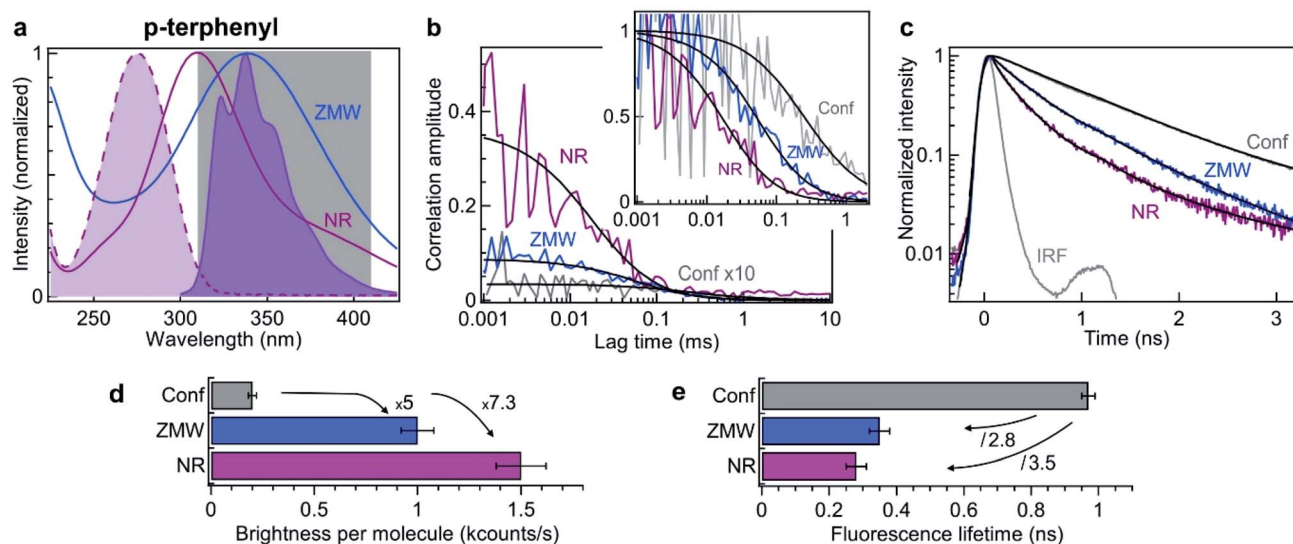 p-terphenyl
a
Intensity (normalized)
1
0
ZMW
NR
250
300
350
400
Wavelength (nm)
b
Correlation amplitude
0.4
0.2
0
NR
ZMW
Conf x10
0.001
0.01
0.1
1
10
Lag time (ms)
1
0.5
0
Conf
ZMW
NR
0.001
0.01
0.1
1
c
Normalized intensity
1
0.1
0.01
Conf
ZMW
NR
IRF
0
1
2
3
Time (ns)
d
Conf
ZMW
NR
x5
x7.3
0
0.5
1
1.5
Brightness per molecule (kcounts/s)
e
Conf
ZMW
NR
/2.8
/3.5
0
0.2
0.4
0.6
0.8
1
Fluorescence lifetime (ns)